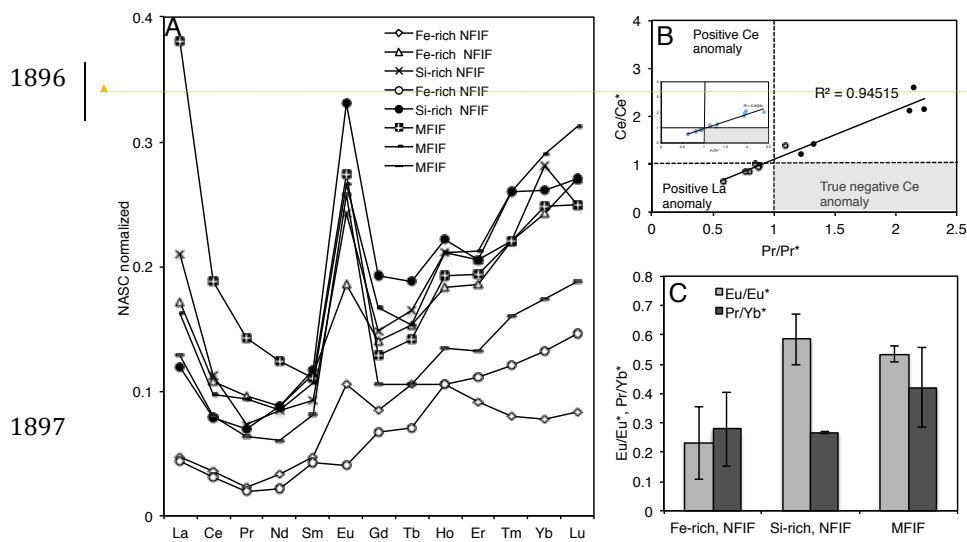 1896
1897
A
NASC normalized
0.4
0.3
0.2
0.1
0
La Ce Pr Nd Sm Eu Gd Tb Ho Er Tm Yb Lu
Fe-rich NFIF
Fe-rich NFIF
Si-rich NFIF
Fe-rich NFIF
Si-rich NFIF
MFIF
MFIF
MFIF
B
Positive Ce
anomaly
R² = 0.94515
Ce/Ce*
4
3
2
1
0
Positive La
anomaly
True negative Ce
anomaly
0 0.5 1 1.5 2 2.5
Pr/Pr*
C
Eu/Eu*
Pr/Yb*
Eu/Eu*, Pr/Yb*
0.8
0.7
0.6
0.5
0.4
0.3
0.2
0.1
0
Fe-rich, NFIF Si-rich, NFIF MFIF